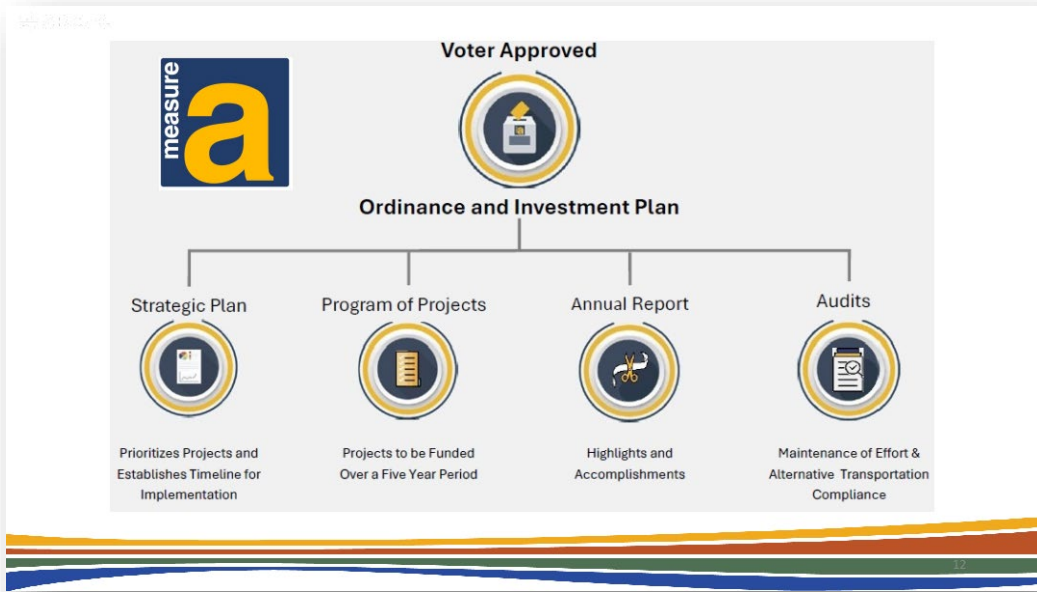 measure
a
Voter Approved
Ordinance and Investment Plan
Strategic Plan
Program of Projects
Annual Report
Audits
Prioritizes Projects and
Establishes Timeline for
Implementation
Projects to be Funded
Over a Five Year Period
Highlights and
Accomplishments
Maintenance of Effort &
Alternative Transportation
Compliance
12